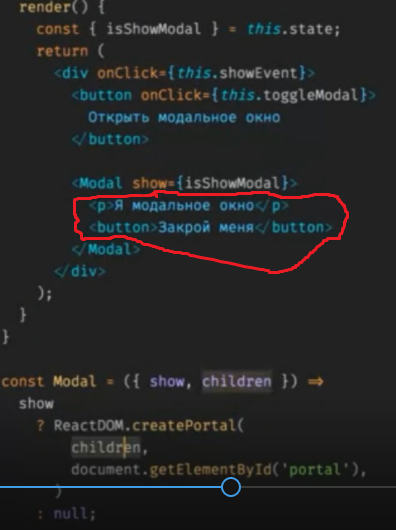 render() {
const { isShowModal } = this.state;
return (
<div onClick={this.showEvent}>
<button onClick={this.toggleModal}>
Открыть модальное окно
</button>
<Modal show={isShowModal}>
<p>Я модальное окно</p>
<button>Закрой меня</button>
</Modal>
</div>
);
}
}
const Modal = ({ show, children }) ⇒
show
? ReactDOM.createPortal(
children,
document.getElementById('portal'),
)
: null;